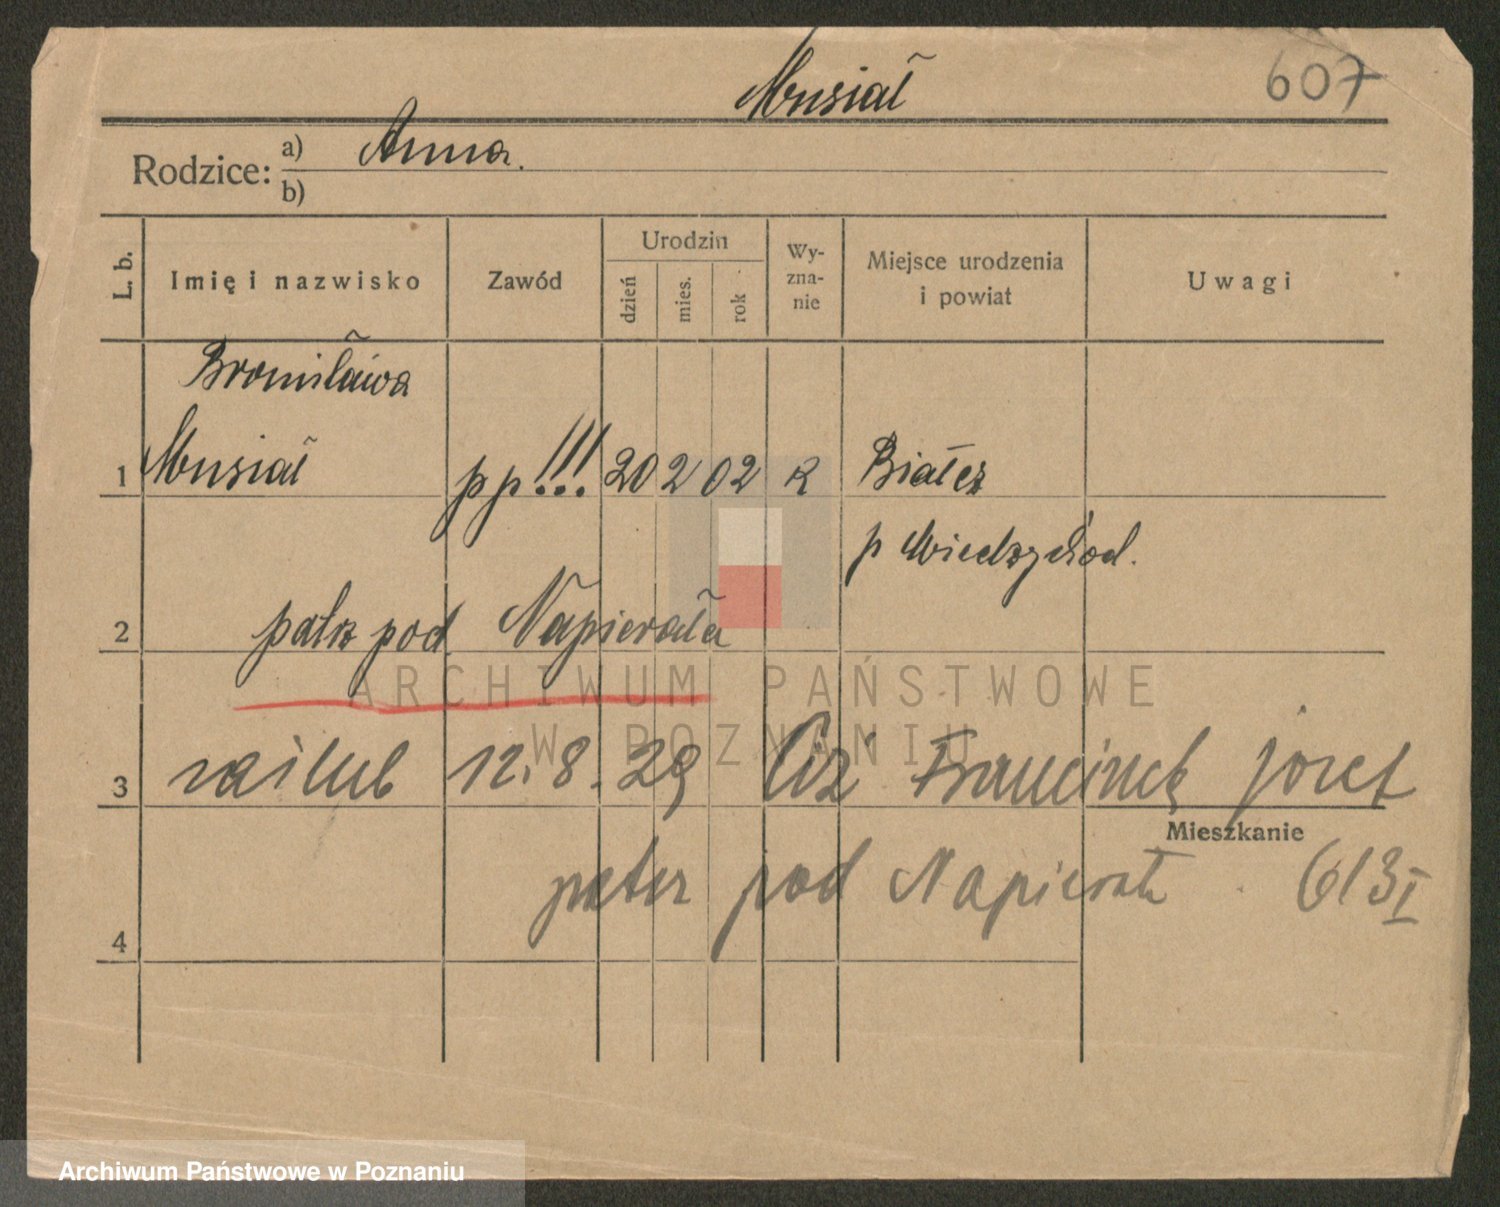 Musiał
607
Rodzice: a) Anna.
b)
L. b.
Imię i nazwisko
Zawód
Urodzin
dzień
mies.
rok
Wy-
zna-
nie
Miejsce urodzenia
i powiat
Uwagi
Bronisława
1 Musiał pp!!! 20 2 02 k Białcz
p Międzychód.
2 patrz pod. Napierała
ARCHIWUM PAŃSTWOWE
W POZNANIU
3 zaślub 12.8.29 Franciszek Józef
Mieszkanie
patrz pod Napierała 613 I
4
Archiwum Państwowe w Poznaniu